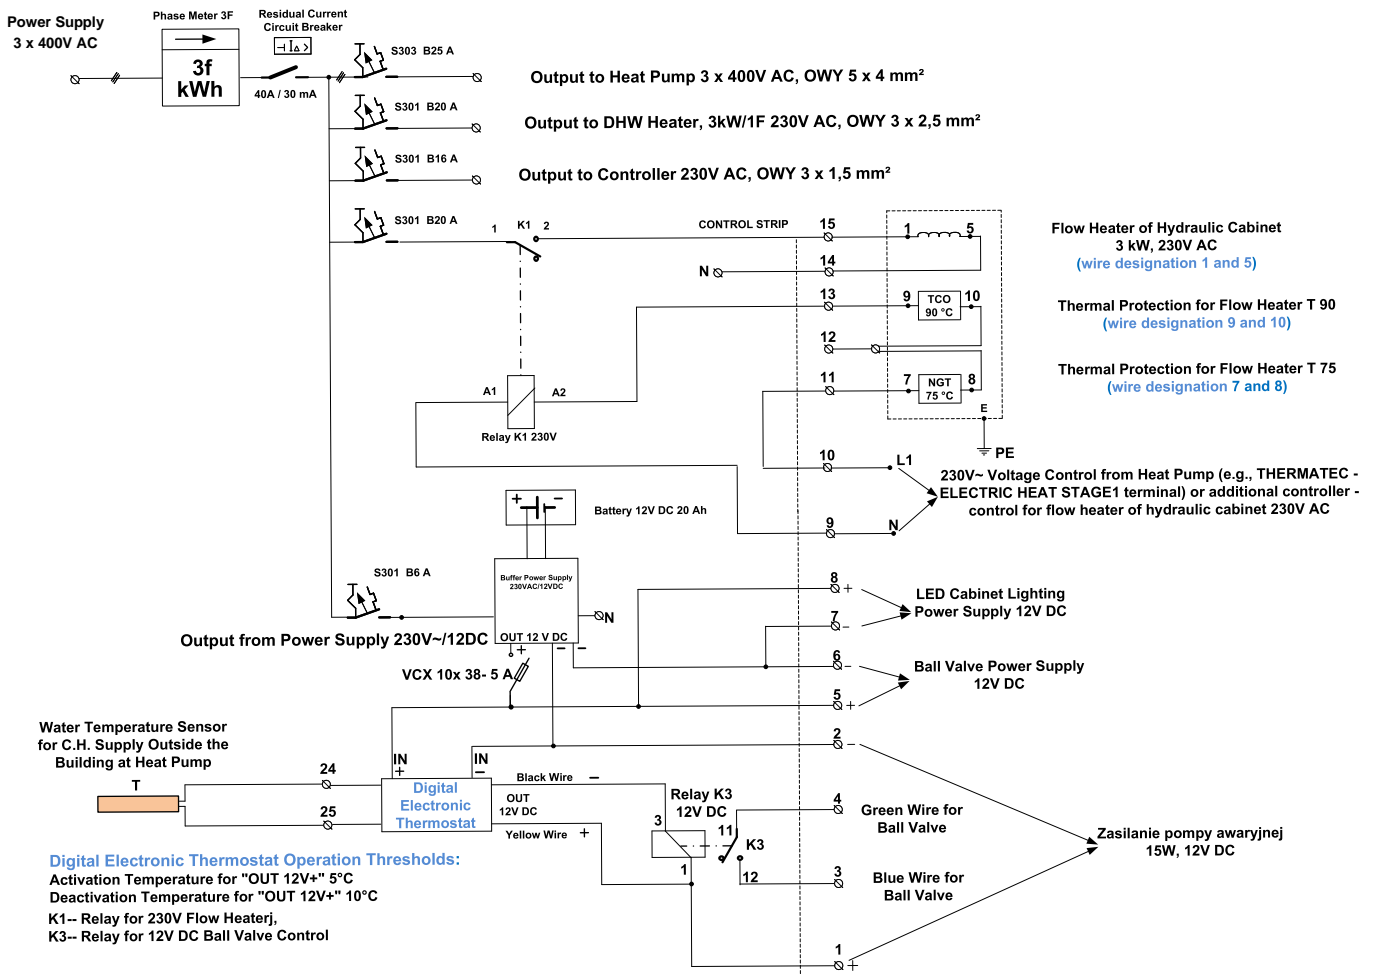 Power Supply
3 x 400V AC
Phase Meter 3F
3f
kWh
Residual Current
Circuit Breaker
40A / 30 mA
S303 B25 A
Output to Heat Pump 3 x 400V AC, OWY 5 x 4 mm²
S301 B20 A
Output to DHW Heater, 3kW/1F 230V AC, OWY 3 x 2,5 mm²
S301 B16 A
Output to Controller 230V AC, OWY 3 x 1,5 mm²
S301 B20 A
1 K1 2
CONTROL STRIP
15
1 5
Flow Heater of Hydraulic Cabinet
3 kW, 230V AC
(wire designation 1 and 5)
N
14
13
9 TCO 10
90 °C
Thermal Protection for Flow Heater T 90
(wire designation 9 and 10)
12
11
7 NGT 8
75 °C
Thermal Protection for Flow Heater T 75
(wire designation 7 and 8)
A1 A2
Relay K1 230V
E
PE
10
L1
9
N
230V~ Voltage Control from Heat Pump (e.g., THERMATEC -
ELECTRIC HEAT STAGE1 terminal) or additional controller -
control for flow heater of hydraulic cabinet 230V AC
+ −
Battery 12V DC 20 Ah
S301 B6 A
Buffer Power Supply
230VAC/12VDC
N
OUT 12 V DC
+ − −
Output from Power Supply 230V~/12DC
VCX 10x 38- 5 A
8
+
7
−
LED Cabinet Lighting
Power Supply 12V DC
6
−
5
+
Ball Valve Power Supply
12V DC
2
−
Water Temperature Sensor
for C.H. Supply Outside the
Building at Heat Pump
T
24
25
IN
+
IN
−
Digital
Electronic
Thermostat
Black Wire −
OUT
12V DC
Yellow Wire +
Relay K3
12V DC
3
1
11
K3
12
4
Green Wire for
Ball Valve
3
Blue Wire for
Ball Valve
1
+
Zasilanie pompy awaryjnej
15W, 12V DC
Digital Electronic Thermostat Operation Thresholds:
Activation Temperature for "OUT 12V+" 5°C
Deactivation Temperature for "OUT 12V+" 10°C
K1-- Relay for 230V Flow Heaterj,
K3-- Relay for 12V DC Ball Valve Control